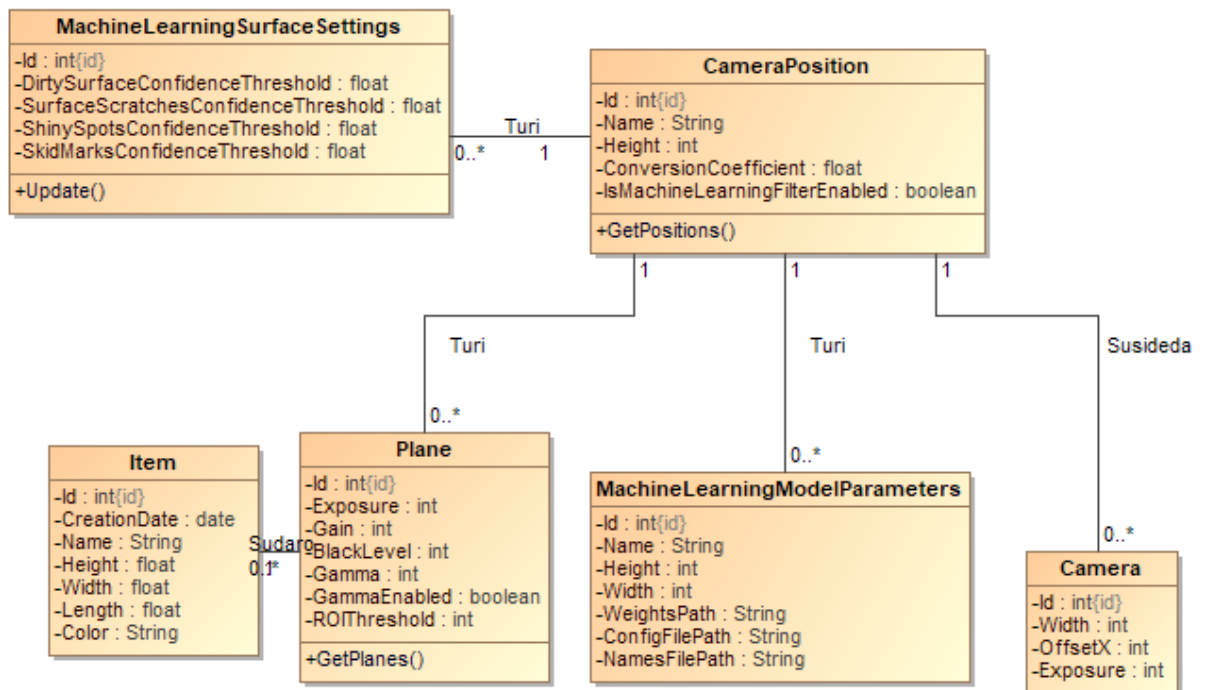 MachineLearningSurfaceSettings
-Id : int{id}
-DirtySurfaceConfidenceThreshold : float
-SurfaceScratchesConfidenceThreshold : float
-ShinySpotsConfidenceThreshold : float
-SkidMarksConfidenceThreshold : float
+Update()
Turi
0..*
1
CameraPosition
-Id : int{id}
-Name : String
-Height : int
-ConversionCoefficient : float
-IsMachineLearningFilterEnabled : boolean
+GetPositions()
1
1
1
Turi
Turi
Susideda
0..*
0..*
0..*
Item
-Id : int{id}
-CreationDate : date
-Name : String
-Height : float
-Width : float
-Length : float
-Color : String
Sudaro
Plane
-Id : int{id}
-Exposure : int
-Gain : int
-BlackLevel : int
-Gamma : int
-GammaEnabled : boolean
-ROIThreshold : int
+GetPlanes()
MachineLearningModelParameters
-Id : int{id}
-Name : String
-Height : int
-Width : int
-WeightsPath : String
-ConfigFilePath : String
-NamesFilePath : String
Camera
-Id : int{id}
-Width : int
-OffsetX : int
-Exposure : int